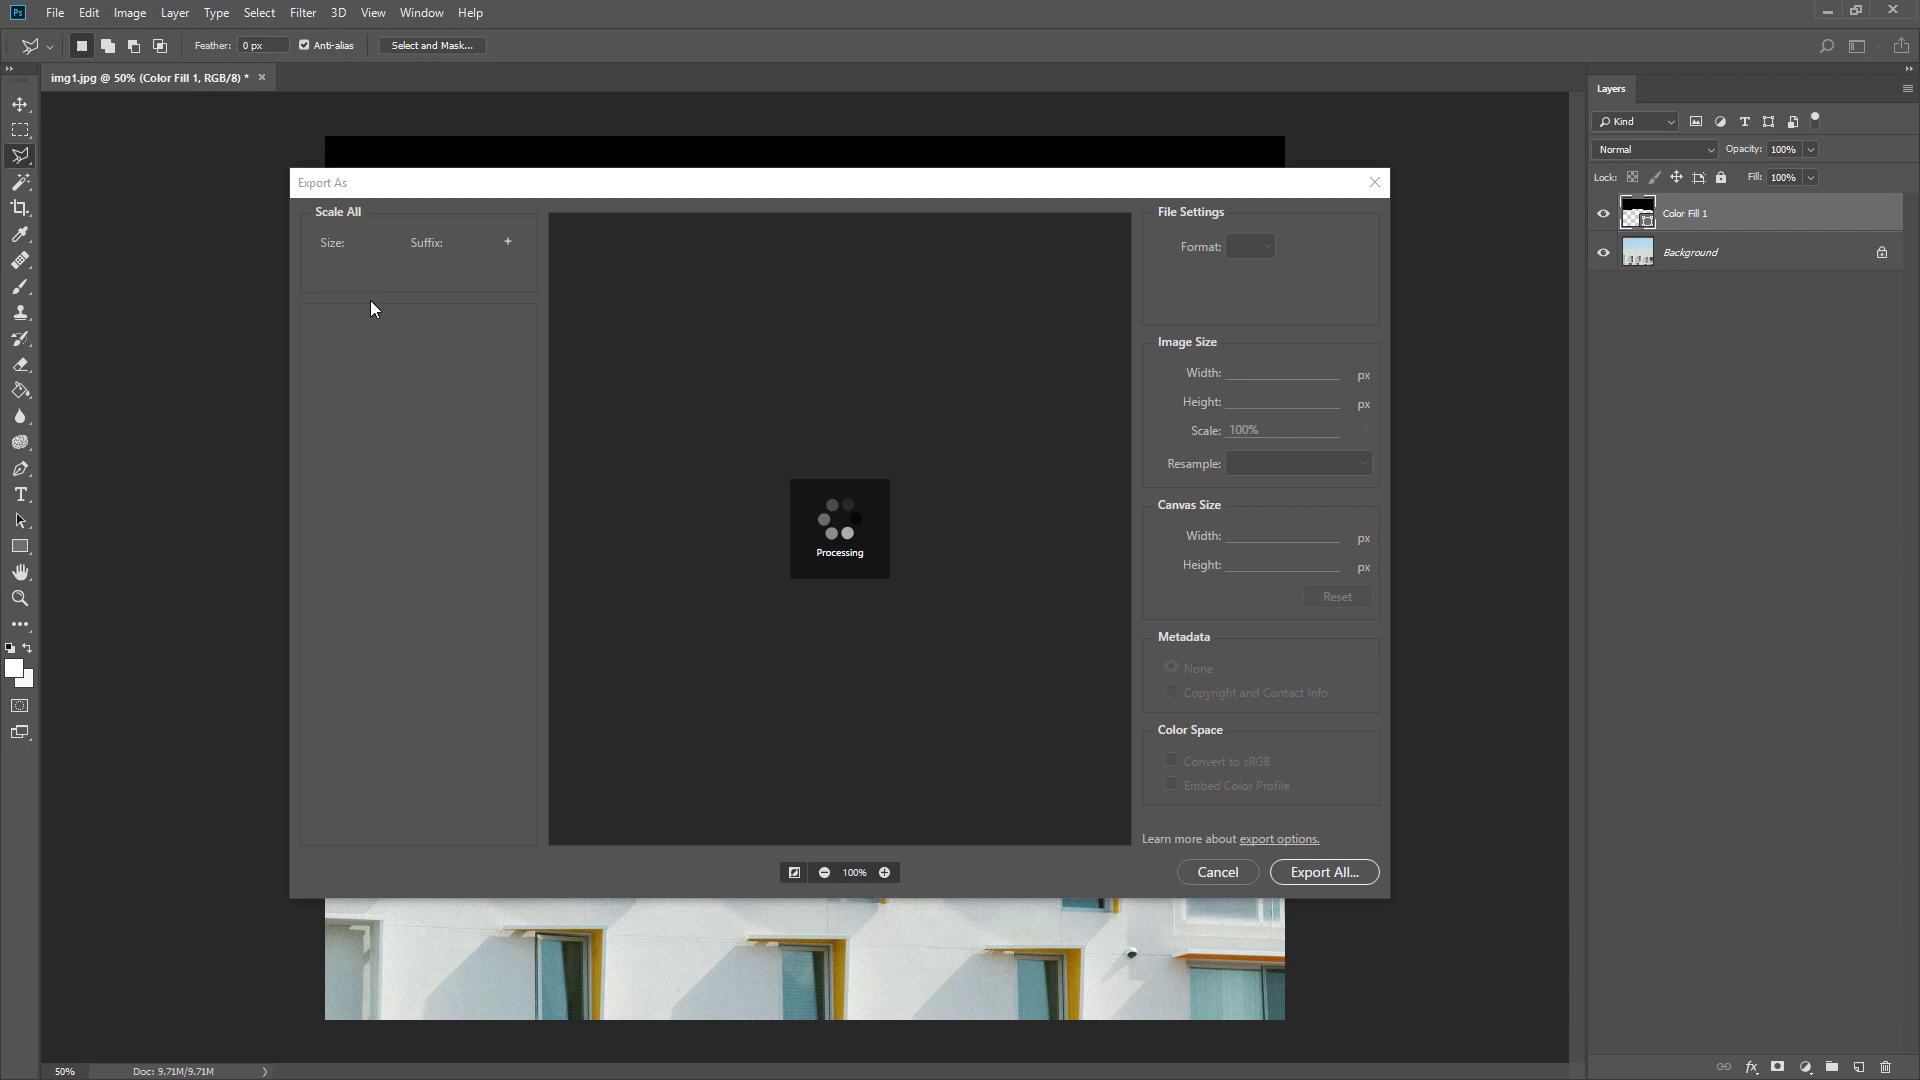 Ps File Edit Image Layer Type Select Filter 3D View Window Help
Feather: 0 px Anti-alias Select and Mask...
img1.jpg @ 50% (Color Fill 1, RGB/8) *
Export As
Scale All
Size: Suffix: +
Processing
100%
File Settings
Format:
Image Size
Width: px
Height: px
Scale: 100%
Resample:
Canvas Size
Width: px
Height: px
Reset
Metadata
None
Copyright and Contact Info
Color Space
Convert to sRGB
Embed Color Profile
Learn more about export options.
Cancel Export All...
Layers
Kind
Normal Opacity: 100%
Lock: Fill: 100%
Color Fill 1
Background
50% Doc: 9.71M/9.71M